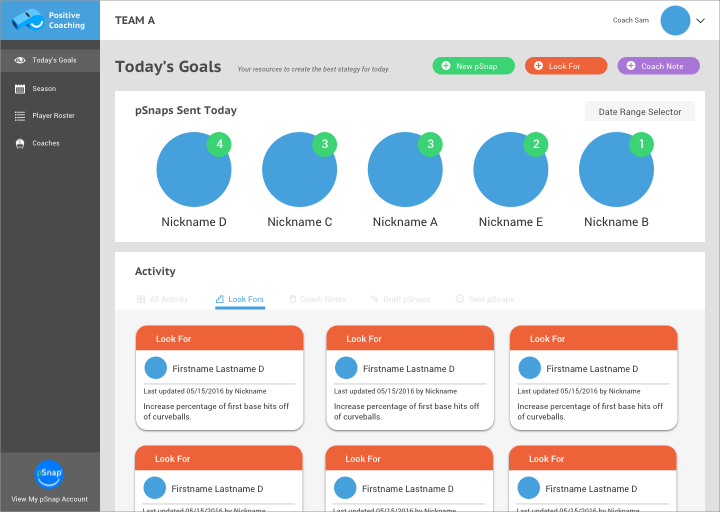 Positive
Coaching
TEAM A
Coach Sam
Today's Goals
Season
Player Roster
Coaches
Today's Goals
Your resources to create the best stategy for today.
New pSnap
Look For
Coach Note
pSnaps Sent Today
Date Range Selector
4
3
3
2
1
Nickname D
Nickname C
Nickname A
Nickname E
Nickname B
Activity
All Activity
Look Fors
Coach Notes
Draft pSnaps
Sent pSnaps
Look For
Firstname Lastname D
Last updated 05/15/2016 by Nickname
Increase percentage of first base hits off
of curveballs.
Look For
Firstname Lastname D
Last updated 05/15/2016 by Nickname
Increase percentage of first base hits off
of curveballs.
Look For
Firstname Lastname D
Last updated 05/15/2016 by Nickname
Increase percentage of first base hits off
of curveballs.
Look For
Firstname Lastname D
Last updated 05/15/2016 by Nickname
Look For
Firstname Lastname D
Last updated 05/15/2016 by Nickname
Look For
Firstname Lastname D
Last updated 05/15/2016 by Nickname
pSnap
View My pSnap Account